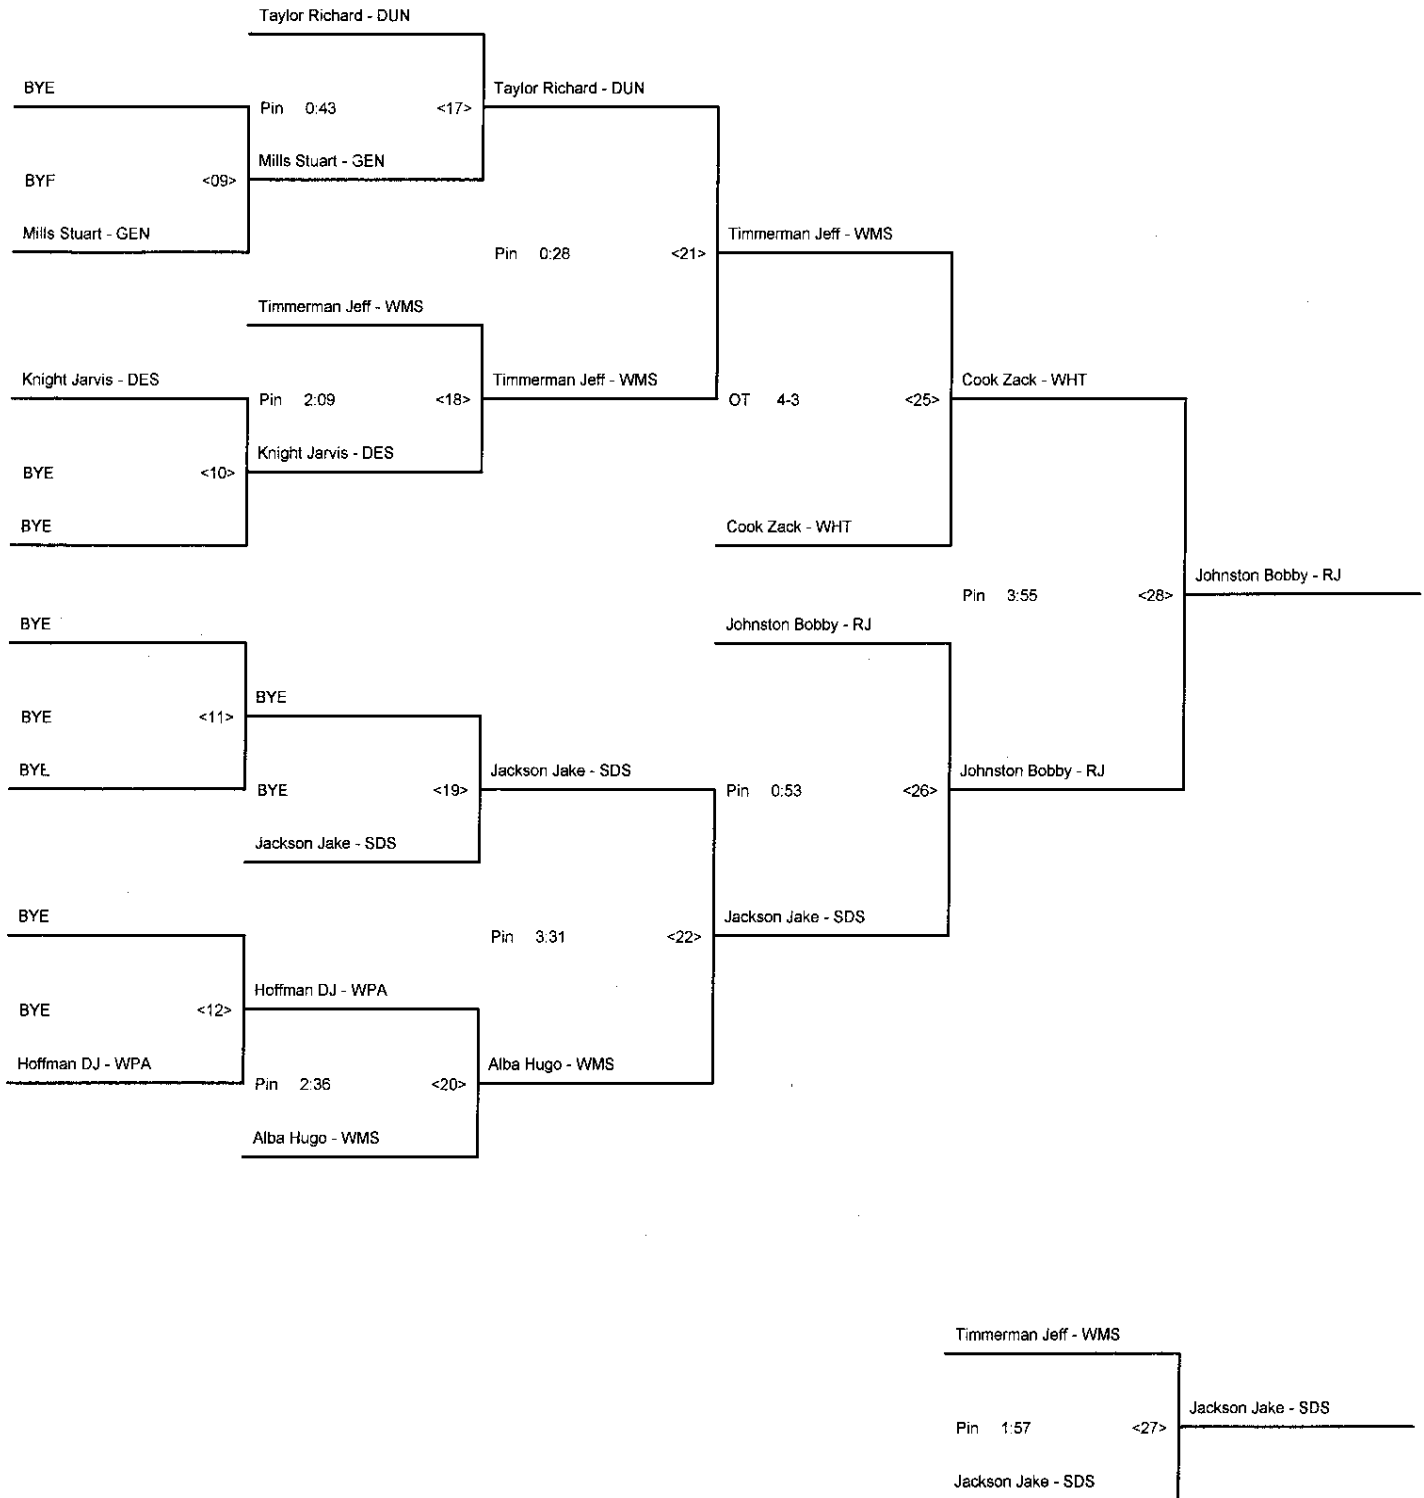 Taylor Richard - DUN
BYE
Taylor Richard - DUN
Pin 0:43 <17>
Mills Stuart - GEN
BYF <09>
Mills Stuart - GEN
Pin 0:28 <21>
Timmerman Jeff - WMS
Timmerman Jeff - WMS
Knight Jarvis - DES
Timmerman Jeff - WMS
Cook Zack - WHT
Pin 2:09 <18>
OT 4-3 <25>
Knight Jarvis - DES
BYE <10>
BYE
Cook Zack - WHT
Johnston Bobby - RJ
Pin 3:55 <28>
BYE
Johnston Bobby - RJ
BYE
BYE <11>
BYE
Jackson Jake - SDS
Johnston Bobby - RJ
BYE <19>
Pin 0:53 <26>
Jackson Jake - SDS
BYE
Jackson Jake - SDS
Pin 3:31 <22>
Hoffman DJ - WPA
BYE <12>
Hoffman DJ - WPA
Alba Hugo - WMS
Pin 2:36 <20>
Alba Hugo - WMS
Timmerman Jeff - WMS
Jackson Jake - SDS
Pin 1:57 <27>
Jackson Jake - SDS